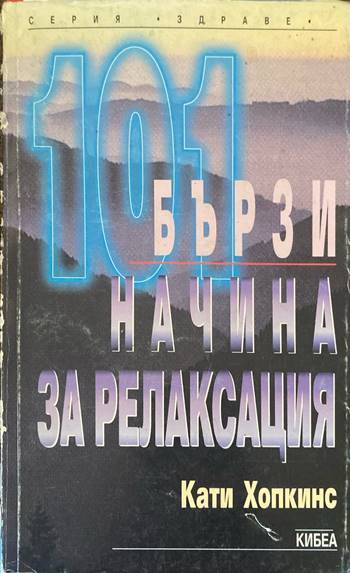 СЕРИЯ • ЗДРАВЕ •
101
БЪРЗИ
НАЧИНА
ЗА РЕЛАКСАЦИЯ
Кати Хопкинс
КИБЕА